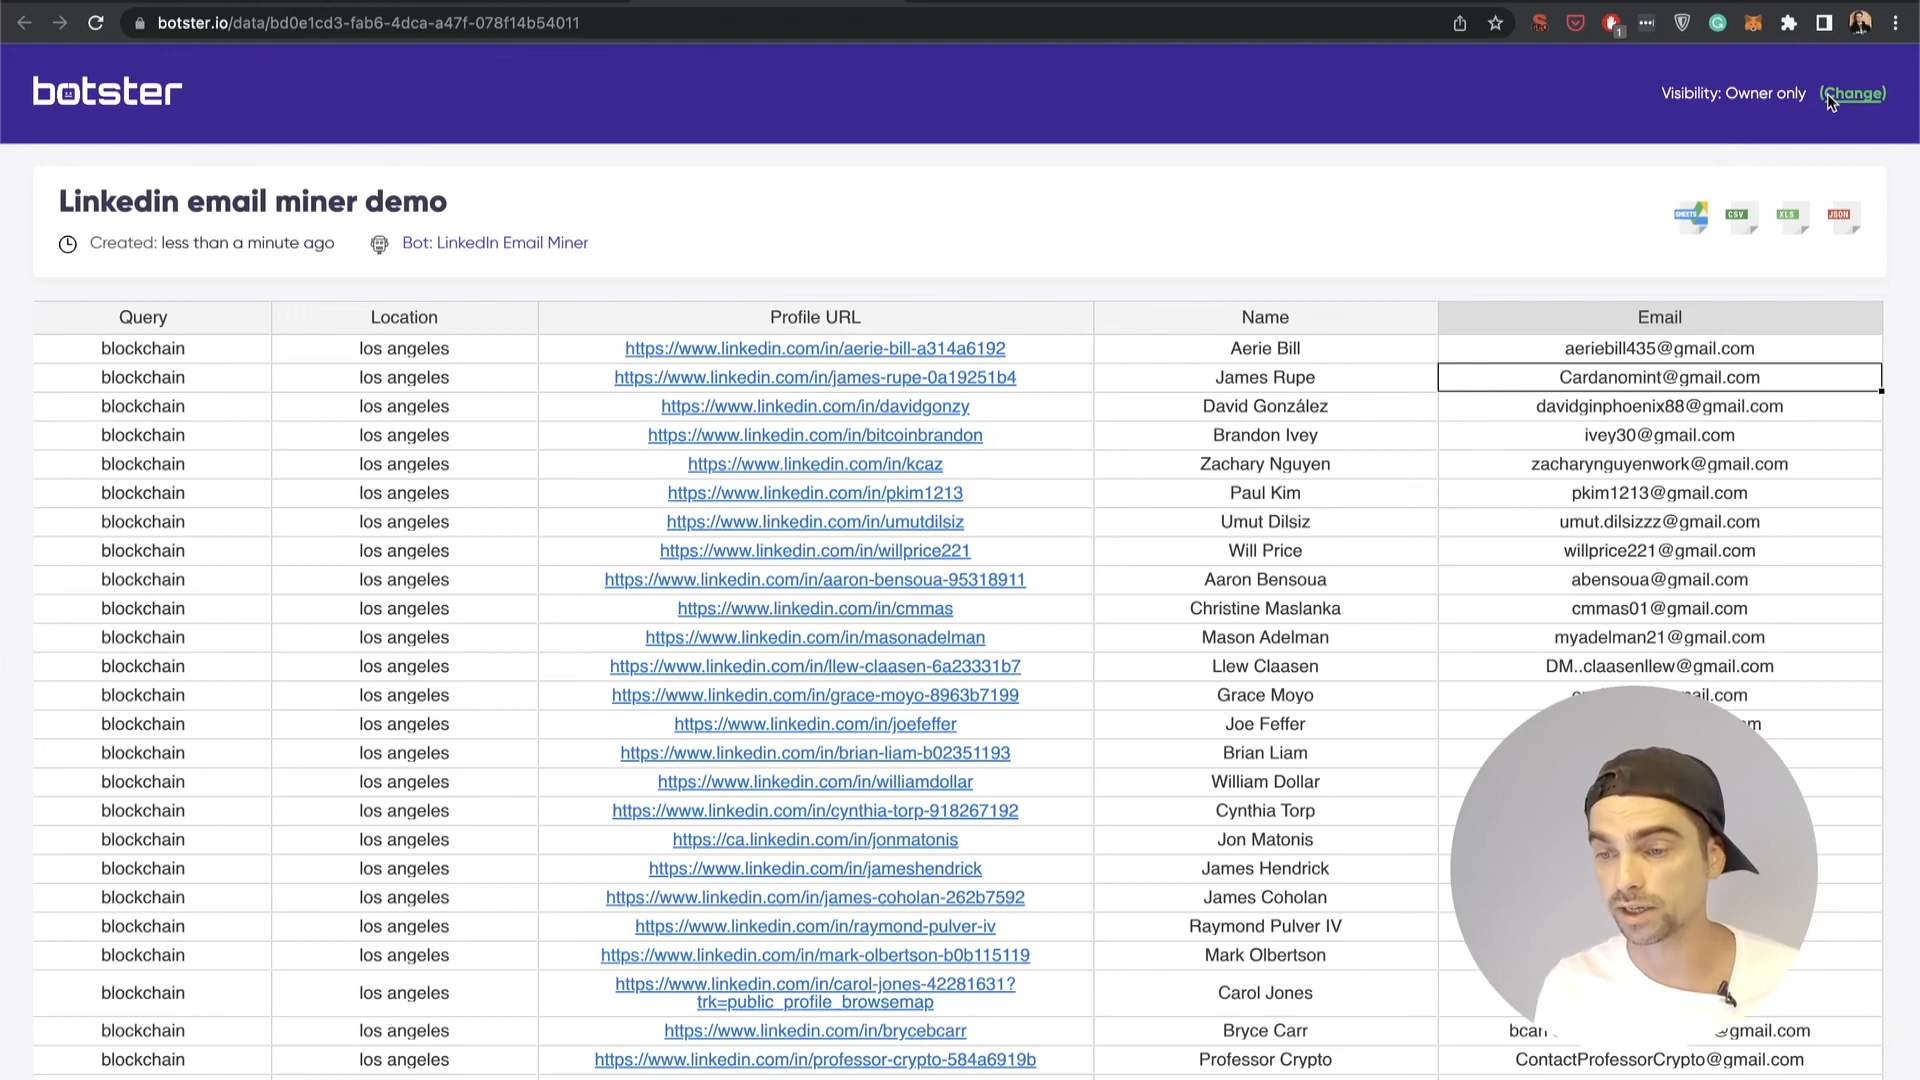 botster.io/data/bd0e1cd3-fab6-4dca-a47f-078f14b54011
1
botster
Visibility: Owner only (Change)
Linkedin email miner demo
Created: less than a minute ago Bot: LinkedIn Email Miner
SHEETS CSV XLS JSON
Query Location Profile URL Name Email
blockchain los angeles https://www.linkedin.com/in/aerie-bill-a314a6192 Aerie Bill aeriebill435@gmail.com
blockchain los angeles https://www.linkedin.com/in/james-rupe-0a19251b4 James Rupe Cardanomint@gmail.com
blockchain los angeles https://www.linkedin.com/in/davidgonzy David González davidginphoenix88@gmail.com
blockchain los angeles https://www.linkedin.com/in/bitcoinbrandon Brandon Ivey ivey30@gmail.com
blockchain los angeles https://www.linkedin.com/in/kcaz Zachary Nguyen zacharynguyenwork@gmail.com
blockchain los angeles https://www.linkedin.com/in/pkim1213 Paul Kim pkim1213@gmail.com
blockchain los angeles https://www.linkedin.com/in/umutdilsiz Umut Dilsiz umut.dilsizzz@gmail.com
blockchain los angeles https://www.linkedin.com/in/willprice221 Will Price willprice221@gmail.com
blockchain los angeles https://www.linkedin.com/in/aaron-bensoua-95318911 Aaron Bensoua abensoua@gmail.com
blockchain los angeles https://www.linkedin.com/in/cmmas Christine Maslanka cmmas01@gmail.com
blockchain los angeles https://www.linkedin.com/in/masonadelman Mason Adelman myadelman21@gmail.com
blockchain los angeles https://www.linkedin.com/in/llew-claasen-6a23331b7 Llew Claasen DM..claasenllew@gmail.com
blockchain los angeles https://www.linkedin.com/in/grace-moyo-8963b7199 Grace Moyo
blockchain los angeles https://www.linkedin.com/in/joefeffer Joe Feffer
blockchain los angeles https://www.linkedin.com/in/brian-liam-b02351193 Brian Liam
blockchain los angeles https://www.linkedin.com/in/williamdollar William Dollar
blockchain los angeles https://www.linkedin.com/in/cynthia-torp-918267192 Cynthia Torp
blockchain los angeles https://ca.linkedin.com/in/jonmatonis Jon Matonis
blockchain los angeles https://www.linkedin.com/in/jameshendrick James Hendrick
blockchain los angeles https://www.linkedin.com/in/james-coholan-262b7592 James Coholan
blockchain los angeles https://www.linkedin.com/in/raymond-pulver-iv Raymond Pulver IV
blockchain los angeles https://www.linkedin.com/in/mark-olbertson-b0b115119 Mark Olbertson
blockchain los angeles https://www.linkedin.com/in/carol-jones-42281631? Carol Jones
trk=public_profile_browsemap
blockchain los angeles https://www.linkedin.com/in/brycebcarr Bryce Carr
blockchain los angeles https://www.linkedin.com/in/professor-crypto-584a6919b Professor Crypto ContactProfessorCrypto@gmail.com